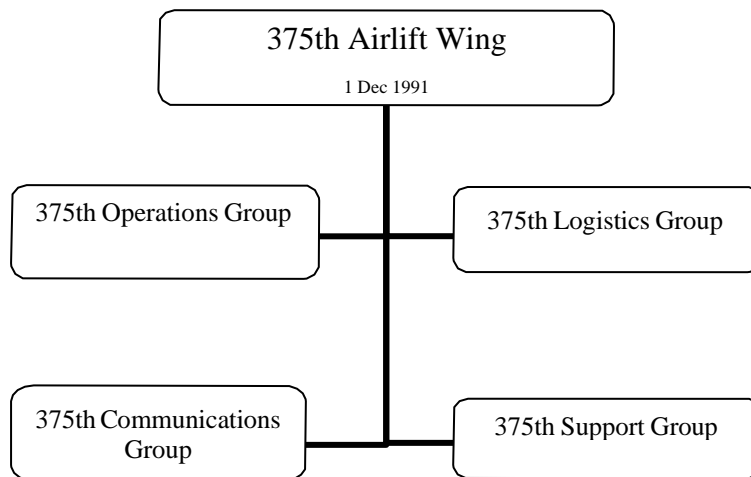 375th Airlift Wing
1 Dec 1991
375th Operations Group
375th Logistics Group
375th Communications
Group
375th Support Group